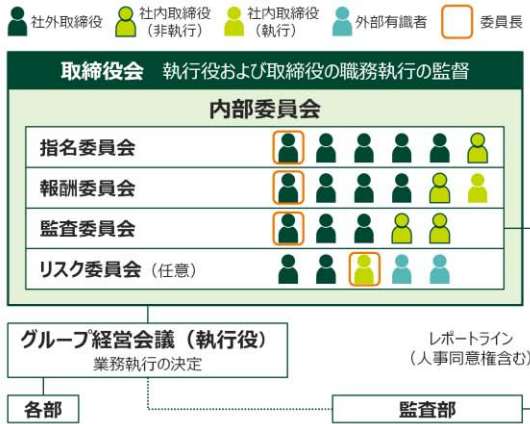 社外取締役
社内取締役
（非執行）
社内取締役
（執行）
外部有識者
委員長
取締役会 執行役および取締役の職務執行の監督
内部委員会
指名委員会
報酬委員会
監査委員会
リスク委員会（任意）
グループ経営会議（執行役）
業務執行の決定
レポートライン
（人事同意権含む）
各部
監査部